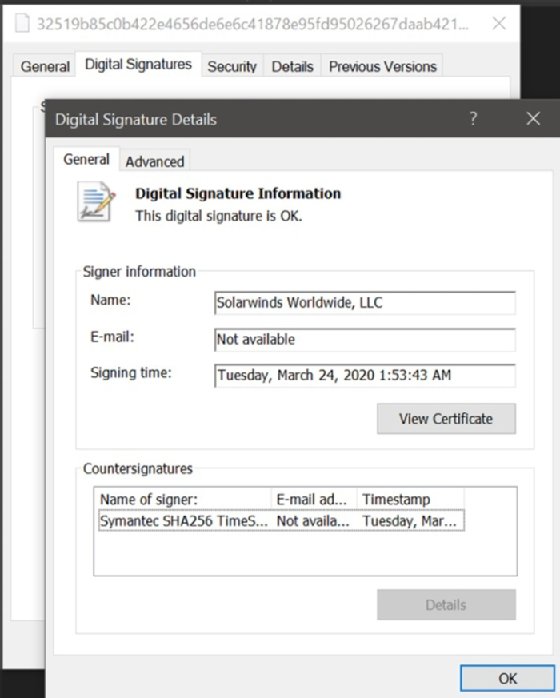 32519b85c0b422e4656de6e6c41878e95fd95026267daab421...
General Digital Signatures Security Details Previous Versions
Digital Signature Details ? ×
General Advanced
Digital Signature Information
This digital signature is OK.
Signer information
Name: Solarwinds Worldwide, LLC
E-mail: Not available
Signing time: Tuesday, March 24, 2020 1:53:43 AM
View Certificate
Countersignatures
Name of signer: E-mail ad... Timestamp
Symantec SHA256 TimeS... Not availa... Tuesday, Mar...
Details
OK